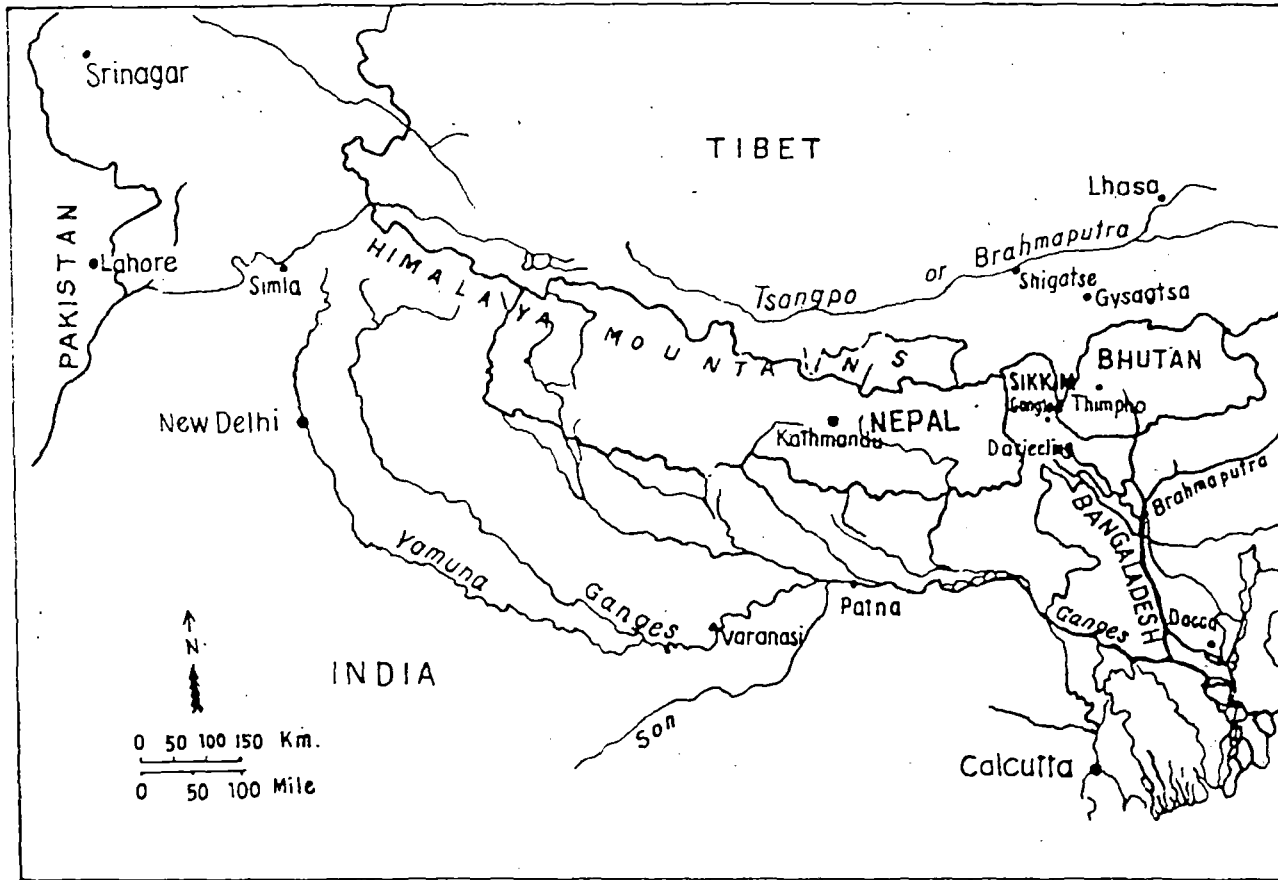 Srinagar
TIBET
Lhasa
PAKISTAN
Lahore
Simla
HIMALAYA MOUNTAINS
Tsangpo or Brahmaputra
Shigatse
Gysagtsa
BHUTAN
SIKKIM
Thimpho
New Delhi
Kathmandu
NEPAL
Darjeeling
Brahmaputra
BANGALADESH
Yamuna
Ganges
Varanasi
Patna
Ganges
Dacca
N
INDIA
Son
0 50 100 150 Km.
0 50 100 Mile
Calcutta